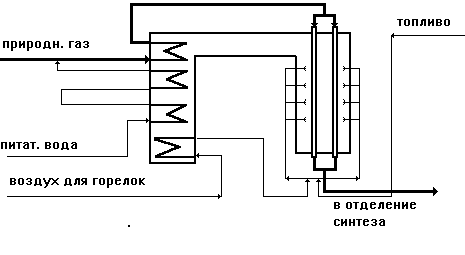 топливо
природн. газ
питат. вода
воздух для горелок
в отделение
синтеза